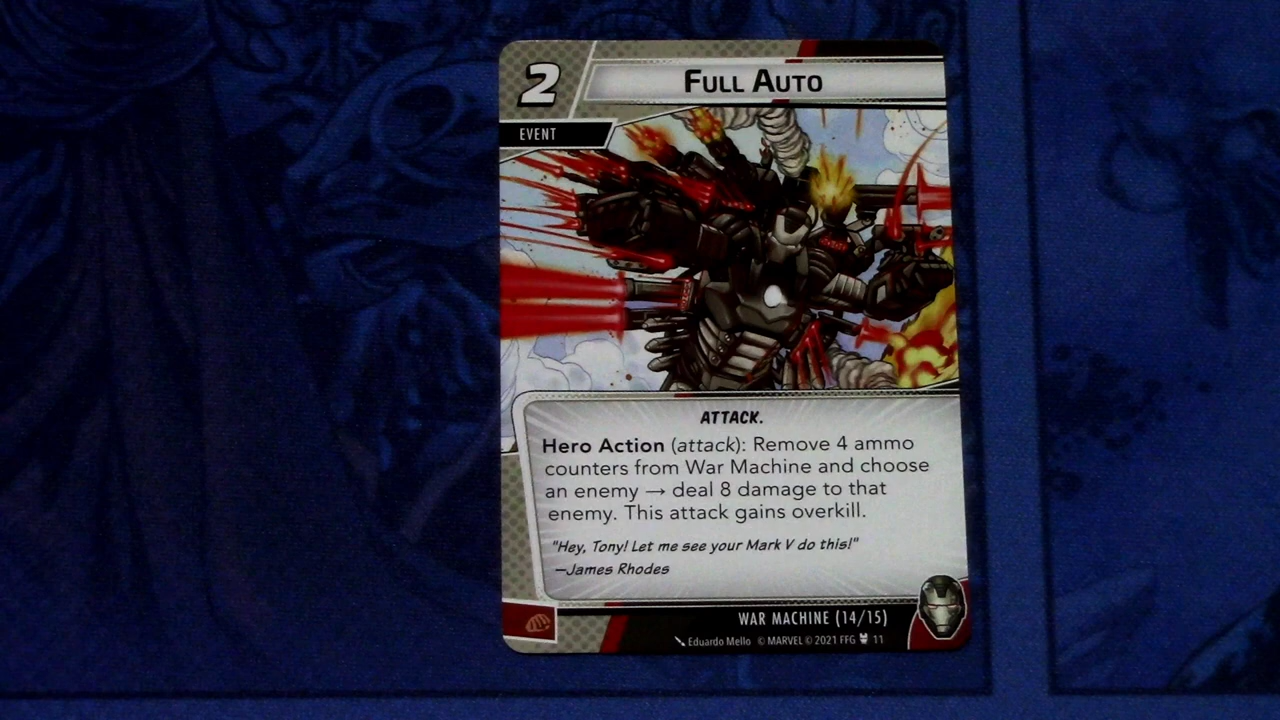 2
FULL AUTO
EVENT
ATTACK.
Hero Action (attack): Remove 4 ammo
counters from War Machine and choose
an enemy → deal 8 damage to that
enemy. This attack gains overkill.
"Hey, Tony! Let me see your Mark V do this!"
—James Rhodes
WAR MACHINE (14/15)
Eduardo Mello © MARVEL © 2021 FFG 11